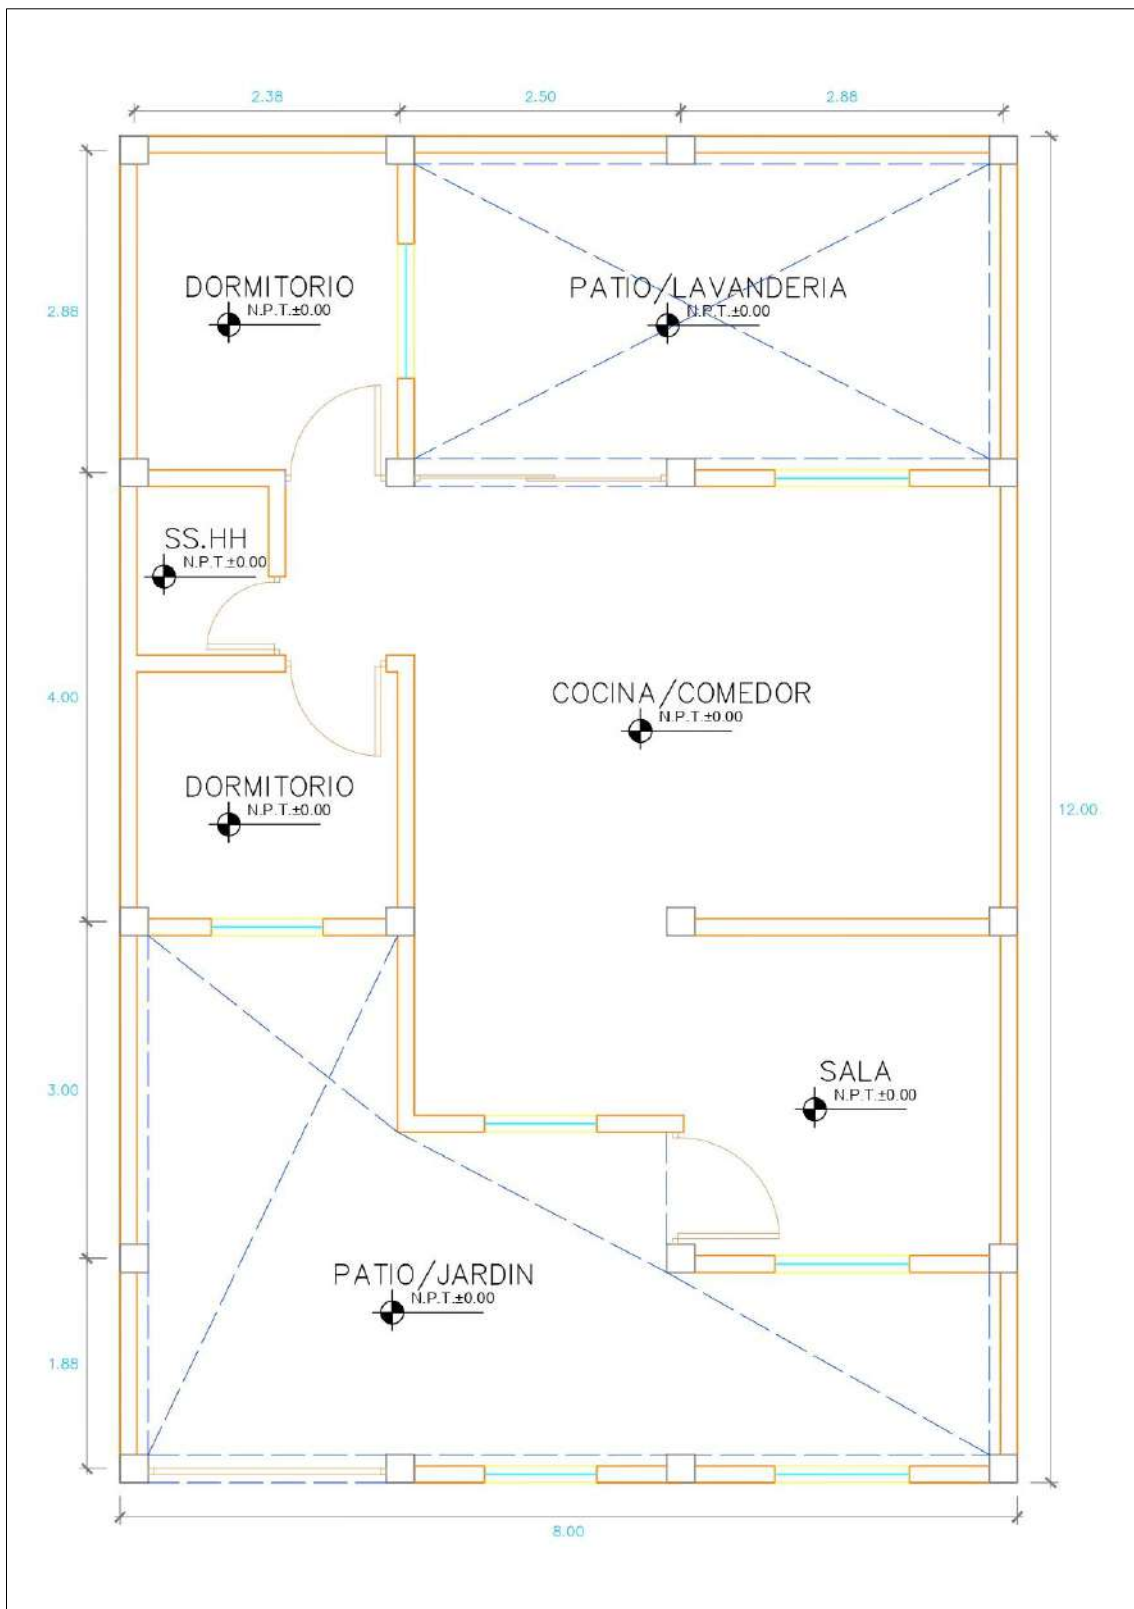 2.38
2.50
2.88
DORMITORIO
N.P.T.±0.00
PATIO/LAVANDERIA
N.P.T.±0.00
2.88
SS.HH
N.P.T.±0.00
4.00
COCINA/COMEDOR
N.P.T.±0.00
DORMITORIO
N.P.T.±0.00
12.00
SALA
N.P.T.±0.00
3.00
PATIO/JARDIN
N.P.T.±0.00
1.88
8.00